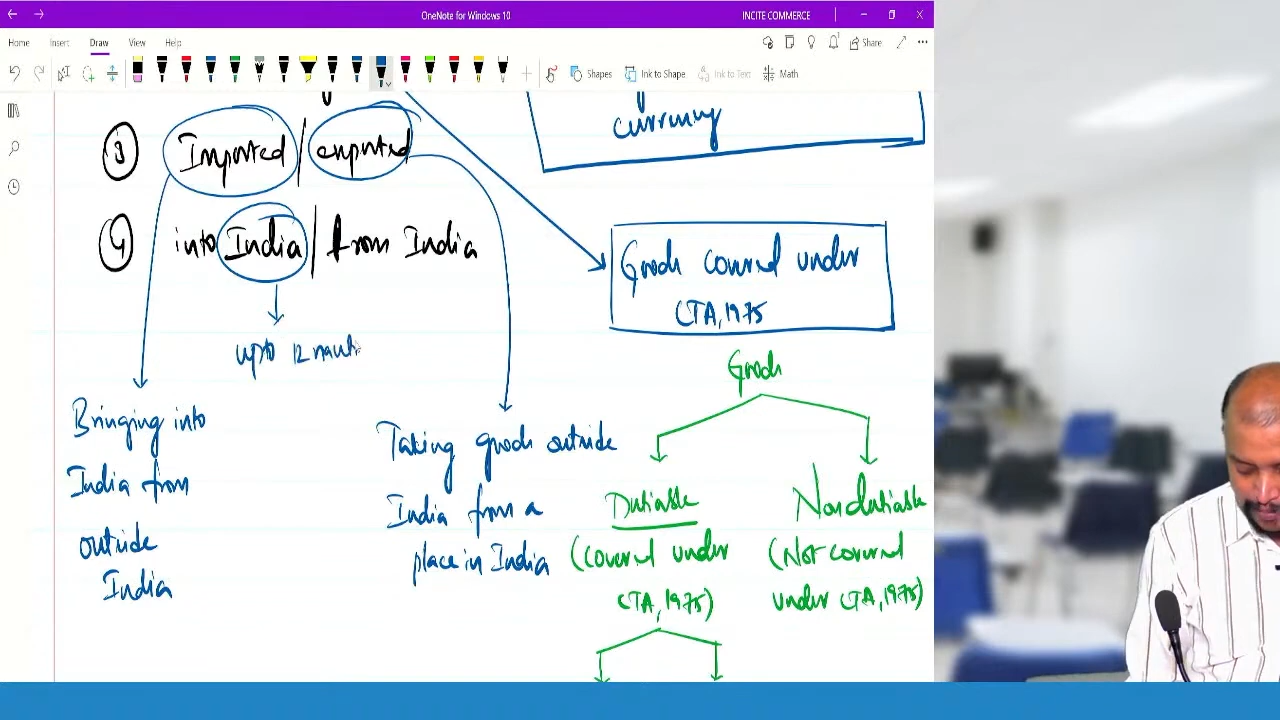 OneNote for Windows 10
INCITE COMMERCE
Home Insert Draw View Help
Share
Shapes
Ink to Shape
Ink to Text
Math
currency
3 Imported / exported
4 into India / from India
Goods covered under
CTA, 1975
upto 12 nauti
Goods
Bringing into
India from
outside
India
Taking goods outside
India from a
place in India
Dutiable
(Covered under
CTA, 1975)
Non dutiable
(Not covered
under CTA, 1975)